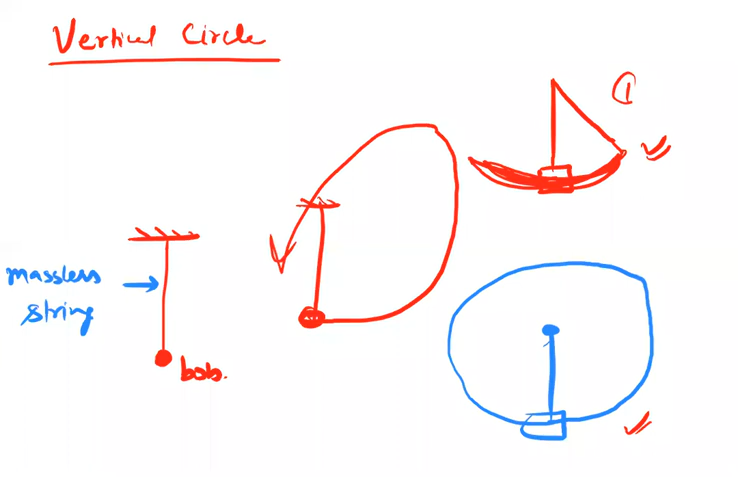 Vertical Circle
①
massless
string
bob.